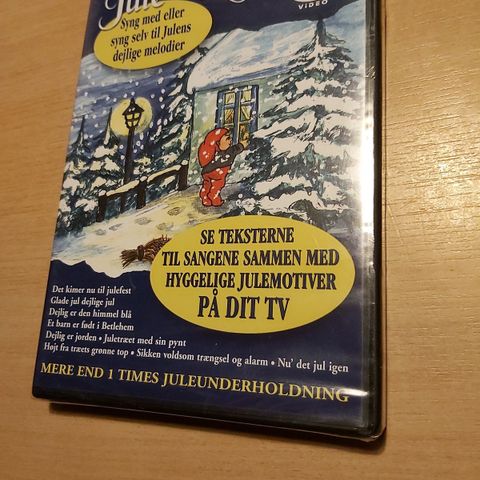 Jule
VIDEO
Syng med eller
syng selv til Julens
dejlige melodier
SE TEKSTERNE
TIL SANGENE SAMMEN MED
HYGGELIGE JULEMOTIVER
PÅ DIT TV
Det kimer nu til julefest
Glade jul dejlige jul
Dejlig er den himmel blå
Et barn er født i Betlehem
Dejlig er jorden • Juletræet med sin pynt
Højt fra træets grønne top • Sikken voldsom trængsel og alarm • Nu' det jul igen
MERE END 1 TIMES JULEUNDERHOLDNING